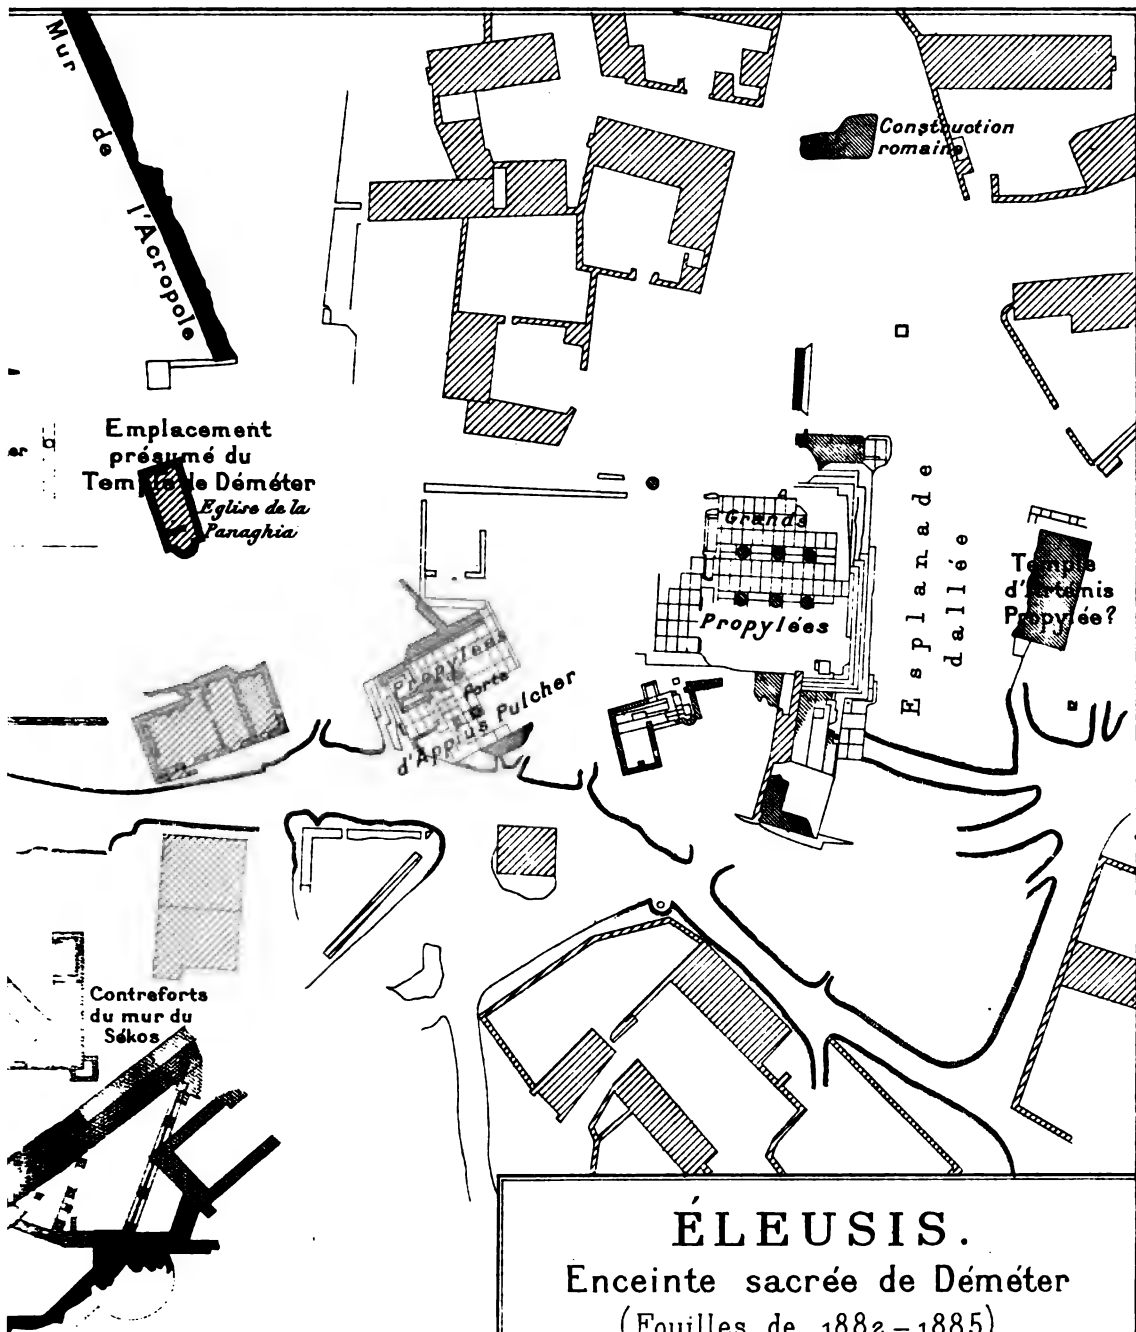 Mur
de
l'Acropole
Construction
romaine
Emplacement
présumé du
Temple de Déméter
Eglise de la
Panaghia
Grands
Propylées
Esplanade
dallée
Temple
d'Artémis
Propylée?
Propylées
Porte
d'Appius Pulcher
Contreforts
du mur du
Sékos
ÉLEUSIS.
Enceinte sacrée de Déméter
(Fouilles de 1882-1885)